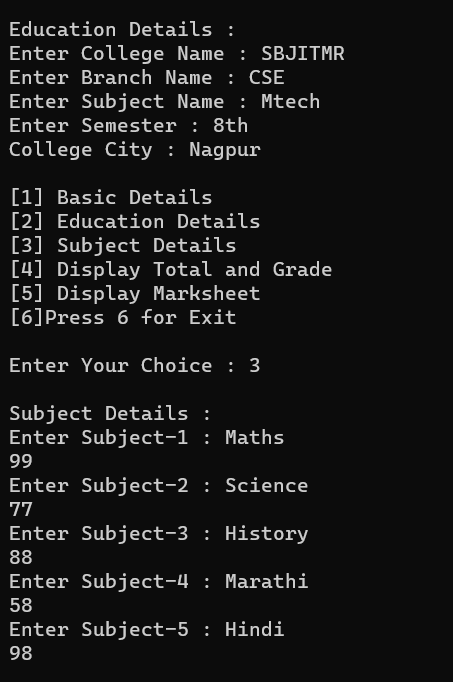 Education Details :
Enter College Name : SBJITMR
Enter Branch Name : CSE
Enter Subject Name : Mtech
Enter Semester : 8th
College City : Nagpur
[1] Basic Details
[2] Education Details
[3] Subject Details
[4] Display Total and Grade
[5] Display Marksheet
[6]Press 6 for Exit
Enter Your Choice : 3
Subject Details :
Enter Subject-1 : Maths
99
Enter Subject-2 : Science
77
Enter Subject-3 : History
88
Enter Subject-4 : Marathi
58
Enter Subject-5 : Hindi
98